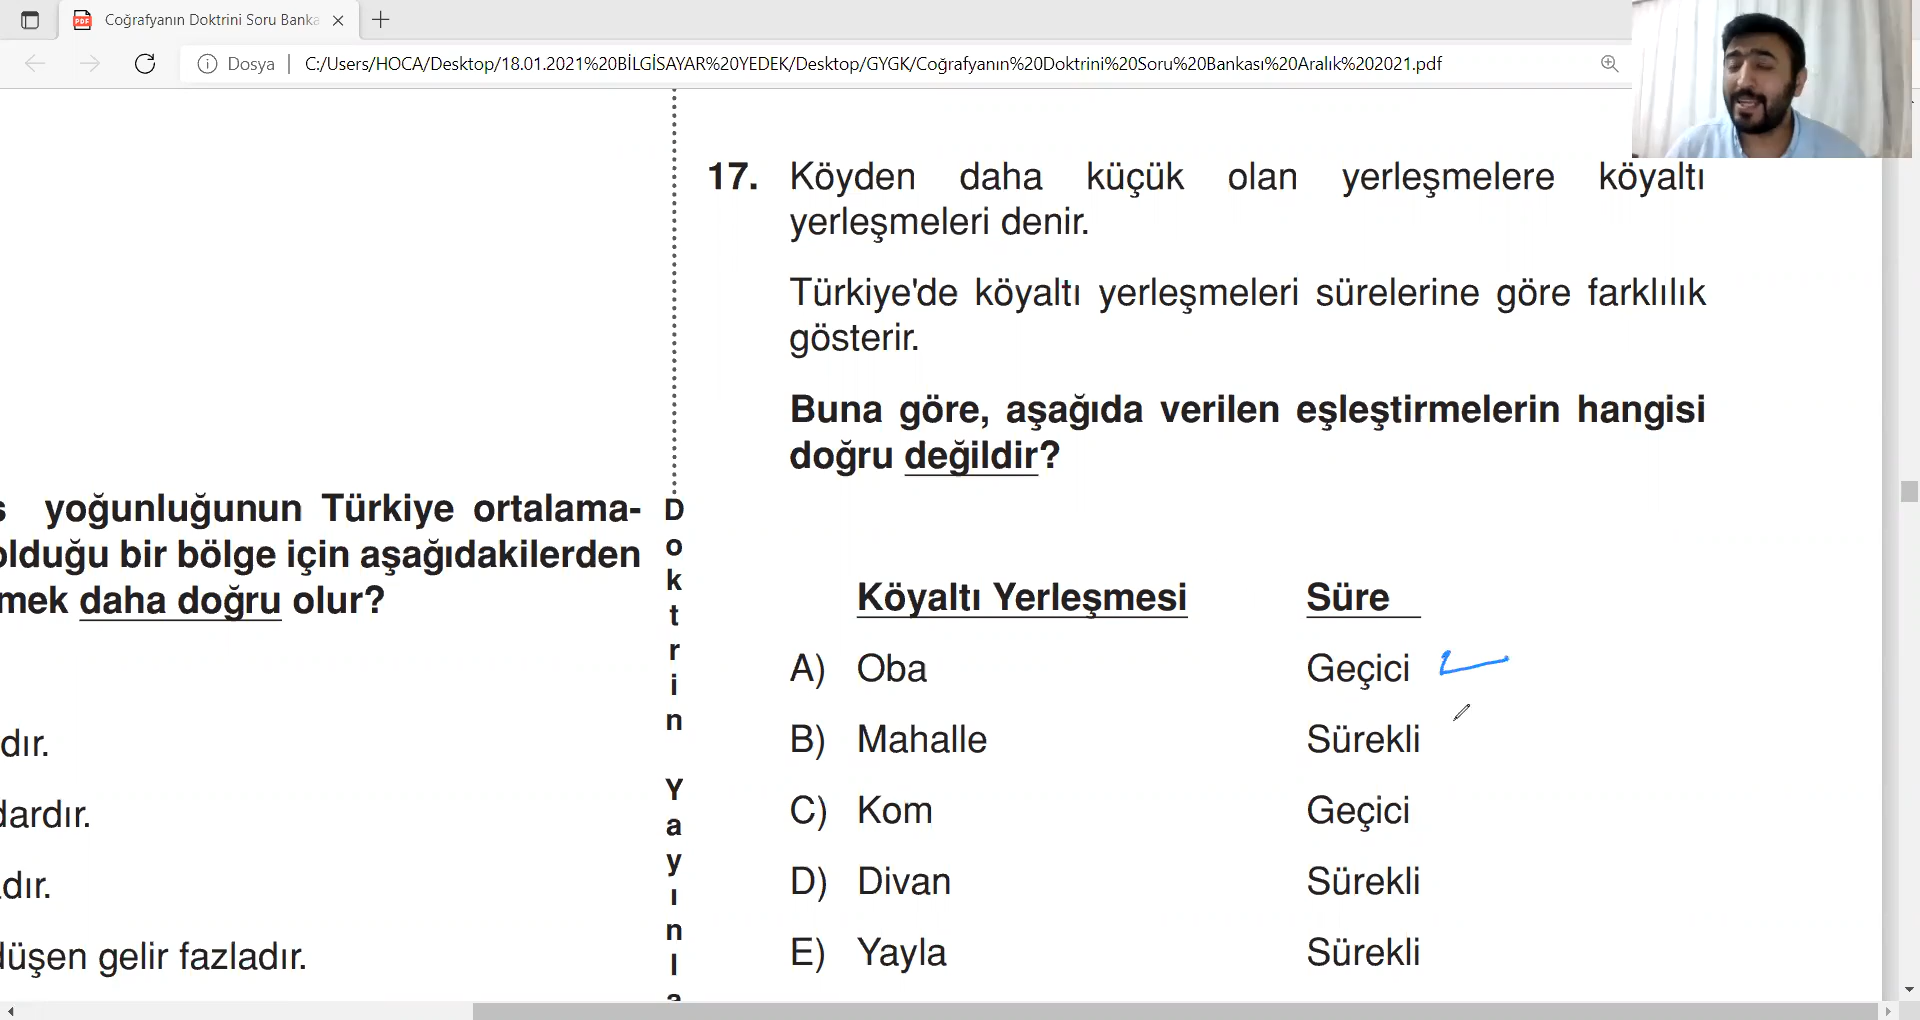 Coğrafyanın Doktrini Soru Banka
Dosya | C:/Users/HOCA/Desktop/18.01.2021%20BİLGİSAYAR%20YEDEK/Desktop/GYGK/Coğrafyanın%20Doktrini%20Soru%20Bankası%20Aralık%202021.pdf
yoğunluğunun Türkiye ortalama-
olduğu bir bölge için aşağıdakilerden
mek daha doğru olur?
dır.
dardır.
dır.
düşen gelir fazladır.
Doktrin Yayınla
17. Köyden daha küçük olan yerleşmelere köyaltı
yerleşmeleri denir.
Türkiye'de köyaltı yerleşmeleri sürelerine göre farklılık
gösterir.
Buna göre, aşağıda verilen eşleştirmelerin hangisi
doğru değildir?
Köyaltı Yerleşmesi Süre
A) Oba Geçici
B) Mahalle Sürekli
C) Kom Geçici
D) Divan Sürekli
E) Yayla Sürekli